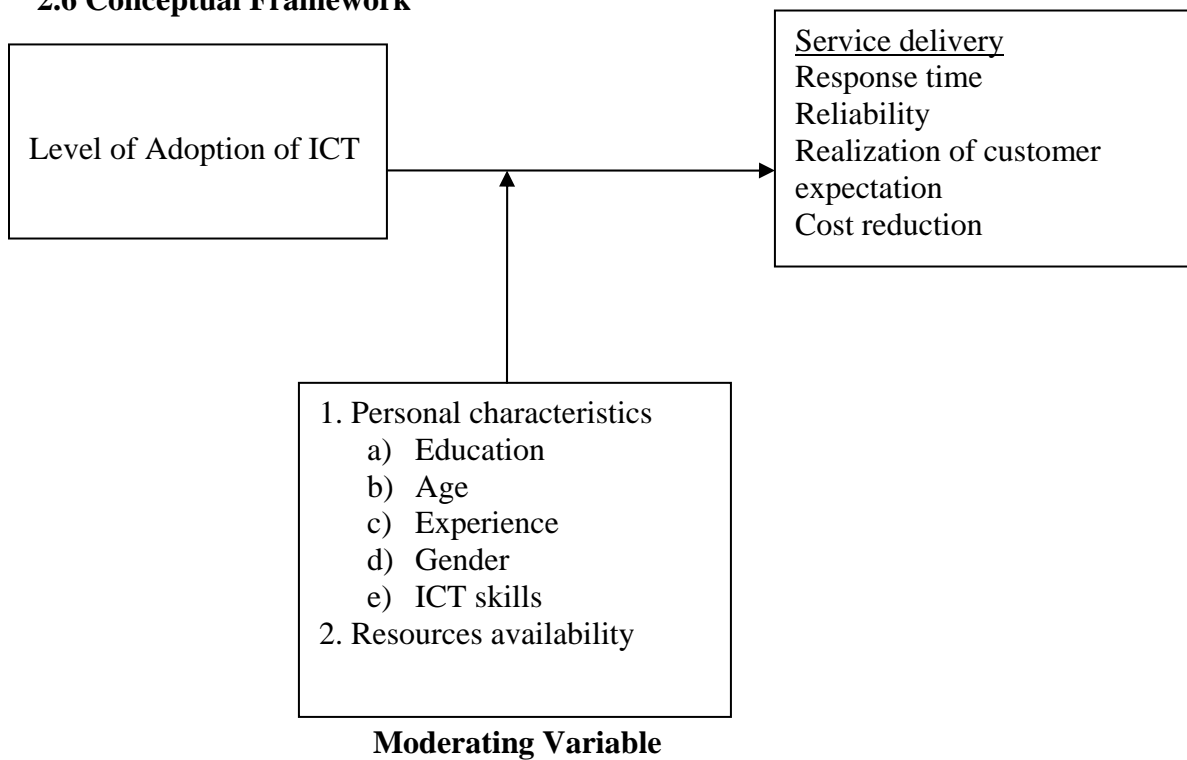 2.6 Conceptual Framework
Level of Adoption of ICT
Service delivery
Response time
Reliability
Realization of customer
expectation
Cost reduction
1. Personal characteristics
a) Education
b) Age
c) Experience
d) Gender
e) ICT skills
2. Resources availability
Moderating Variable